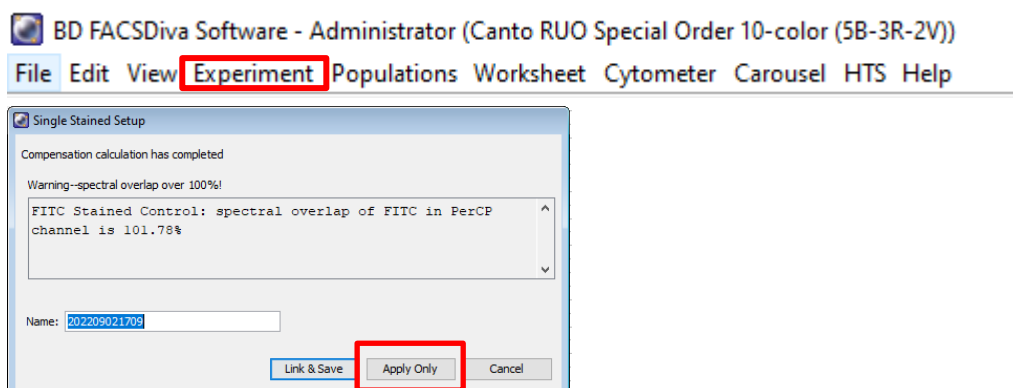 BD FACSDiva Software - Administrator (Canto RUO Special Order 10-color (5B-3R-2V))
File Edit View Experiment Populations Worksheet Cytometer Carousel HTS Help
Single Stained Setup
Compensation calculation has completed
Warning--spectral overlap over 100%!
FITC Stained Control: spectral overlap of FITC in PerCP
channel is 101.78%
Name: 202209021709
Link & Save Apply Only Cancel